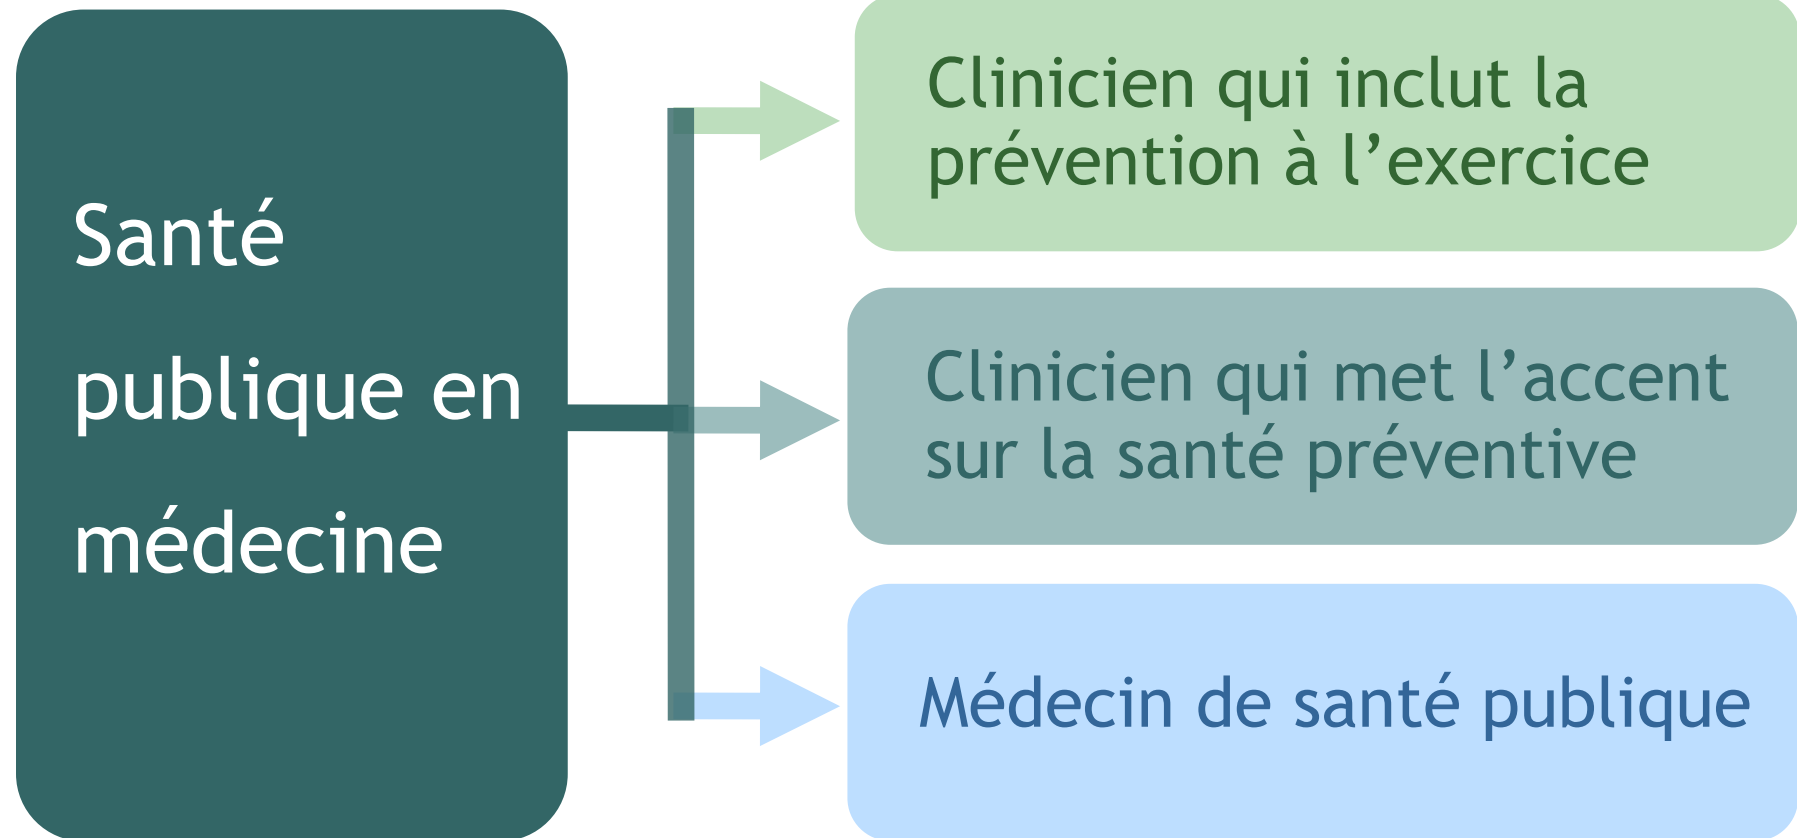 Santé
publique en
médecine
Clinicien qui inclut la
prévention à l’exercice
Clinicien qui met l’accent
sur la santé préventive
Médecin de santé publique